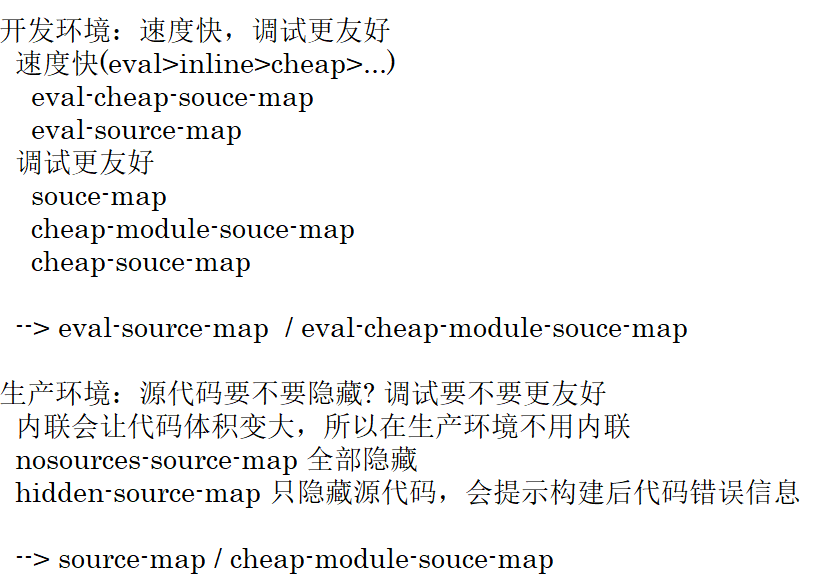 开发环境：速度快，调试更友好
速度快(eval>inline>cheap>...)
eval-cheap-souce-map
eval-source-map
调试更友好
souce-map
cheap-module-souce-map
cheap-souce-map
--> eval-source-map / eval-cheap-module-souce-map
生产环境：源代码要不要隐藏? 调试要不要更友好
内联会让代码体积变大，所以在生产环境不用内联
nosources-source-map 全部隐藏
hidden-source-map 只隐藏源代码，会提示构建后代码错误信息
--> source-map / cheap-module-souce-map